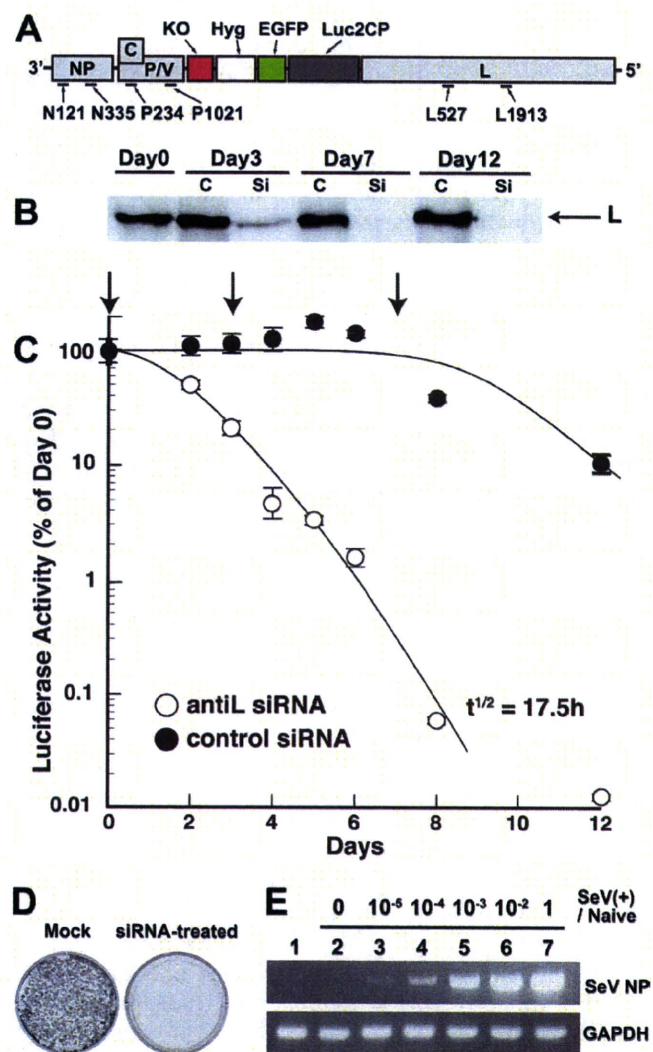 A
KO Hyg EGFP Luc2CP
3' NP C P/V L 5'
N121 N335 P234 P1021 L527 L1913
Day0 Day3 Day7 Day12
C Si C Si C Si
B L
C
Luciferase Activity (% of Day 0)
100
10
1
0.1
0.01
antiL siRNA
control siRNA
t1/2 = 17.5h
0 2 4 6 8 10 12
Days
D
Mock siRNA-treated
E
0 10-5 10-4 10-3 10-2 1 SeV(+) / Naive
1 2 3 4 5 6 7
SeV NP
GAPDH